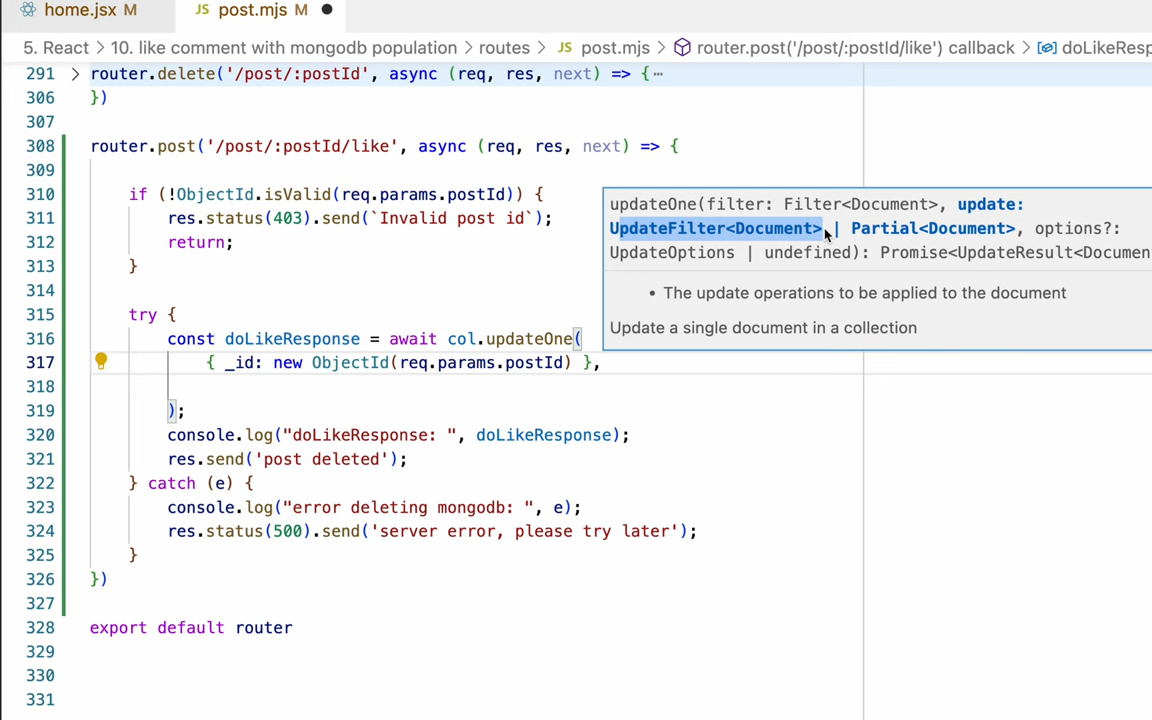 home.jsx M
JS post.mjs M
5. React > 10. like comment with mongodb population > routes > JS post.mjs > router.post('/post/:postId/like') callback > doLikeResp
291 router.delete('/post/:postId', async (req, res, next) => {…
306 })
307
308 router.post('/post/:postId/like', async (req, res, next) => {
309
310 if (!ObjectId.isValid(req.params.postId)) {
311 res.status(403).send(`Invalid post id`);
312 return;
313 }
314
315 try {
316 const doLikeResponse = await col.updateOne(
317 { _id: new ObjectId(req.params.postId) },
318
319 );
320 console.log("doLikeResponse: ", doLikeResponse);
321 res.send('post deleted');
322 } catch (e) {
323 console.log("error deleting mongodb: ", e);
324 res.status(500).send('server error, please try later');
325 }
326 })
327
328 export default router
329
330
331
updateOne(filter: Filter<Document>, update:
UpdateFilter<Document> | Partial<Document>, options?:
UpdateOptions | undefined): Promise<UpdateResult<Documen
• The update operations to be applied to the document
Update a single document in a collection